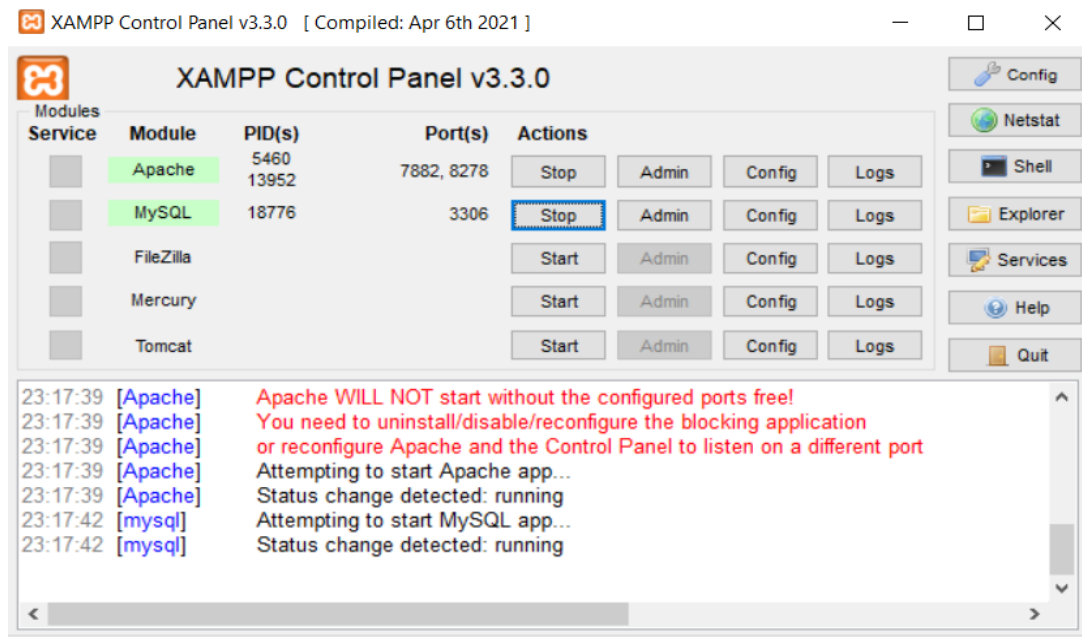 XAMPP Control Panel v3.3.0 [ Compiled: Apr 6th 2021 ]
XAMPP Control Panel v3.3.0
Config
Modules
Service Module PID(s) Port(s) Actions
Netstat
Apache 5460 13952 7882, 8278 Stop Admin Config Logs
Shell
MySQL 18776 3306 Stop Admin Config Logs
Explorer
FileZilla Start Admin Config Logs
Services
Mercury Start Admin Config Logs
Help
Tomcat Start Admin Config Logs
Quit
23:17:39 [Apache] Apache WILL NOT start without the configured ports free!
23:17:39 [Apache] You need to uninstall/disable/reconfigure the blocking application
23:17:39 [Apache] or reconfigure Apache and the Control Panel to listen on a different port
23:17:39 [Apache] Attempting to start Apache app...
23:17:39 [Apache] Status change detected: running
23:17:42 [mysql] Attempting to start MySQL app...
23:17:42 [mysql] Status change detected: running